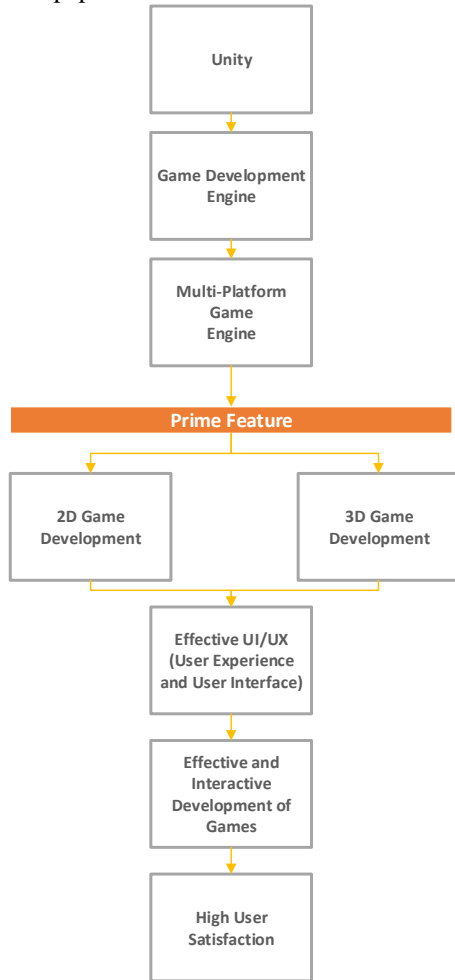 Unity
Game Development
Engine
Multi-Platform
Game
Engine
Prime Feature
2D Game
Development
3D Game
Development
Effective UI/UX
(User Experience
and User Interface)
Effective and
Interactive
Development of
Games
High User
Satisfaction